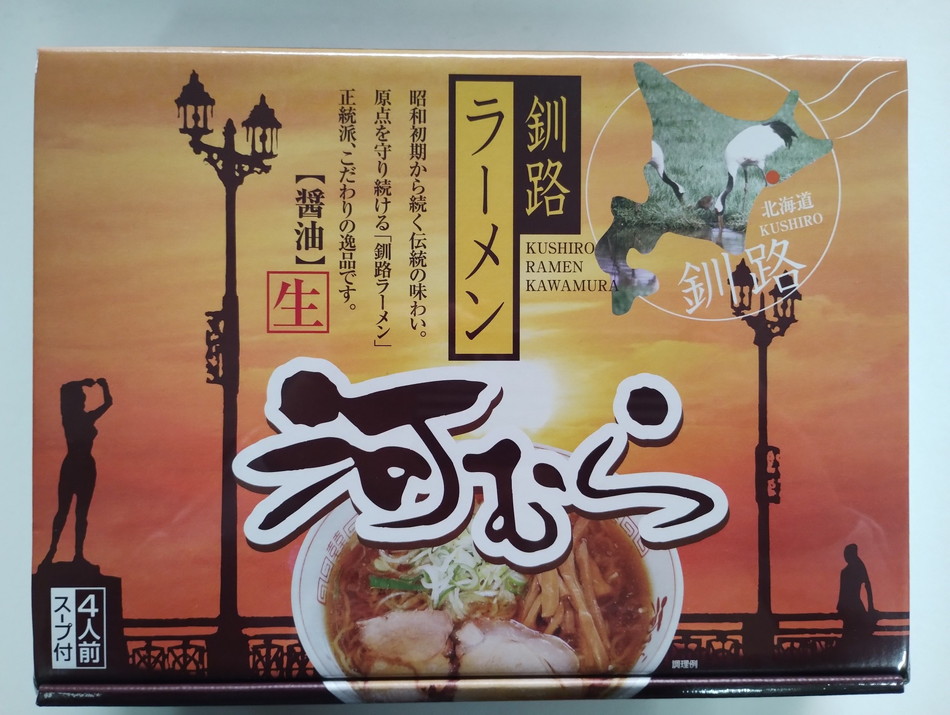 釧路
ラーメン
KUSHIRO
RAMEN
KAWAMURA
北海道
KUSHIRO
釧路
昭和初期から続く伝統の味わい。
原点を守り続ける「釧路ラーメン」
正統派、こだわりの逸品です。
【醤油】
生
河むら
4人前
スープ付
調理例